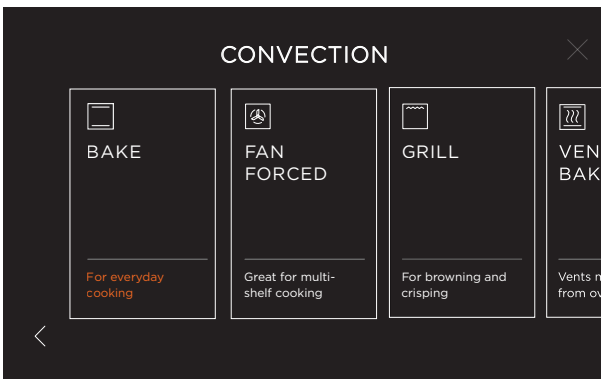 CONVECTION
BAKE
For everyday
cooking
FAN
FORCED
Great for multi-
shelf cooking
GRILL
For browning and
crisping
VEN
BAK
Vents
from